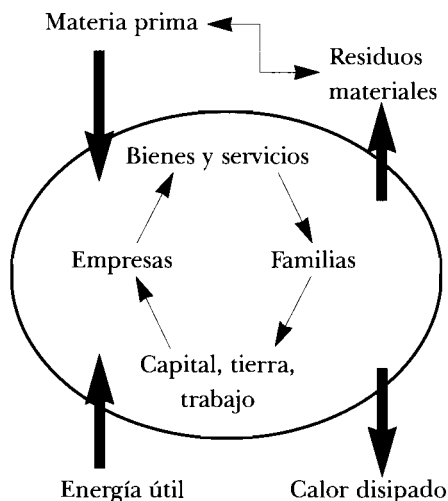 Materia prima
Residuos
materiales
Bienes y servicios
Empresas
Familias
Capital, tierra,
trabajo
Energía útil
Calor disipado